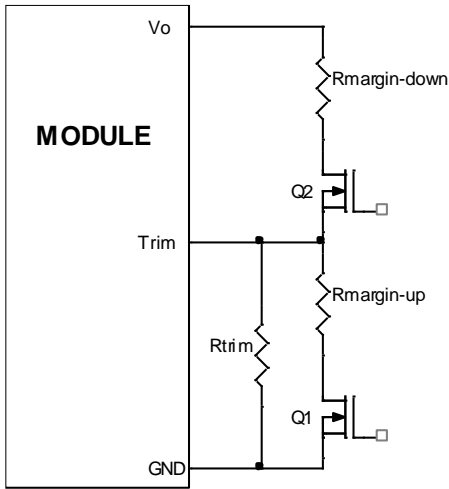 Vo
Rmargin-down
MODULE
Q2
Trim
Rmargin-up
Rtrim
Q1
GND